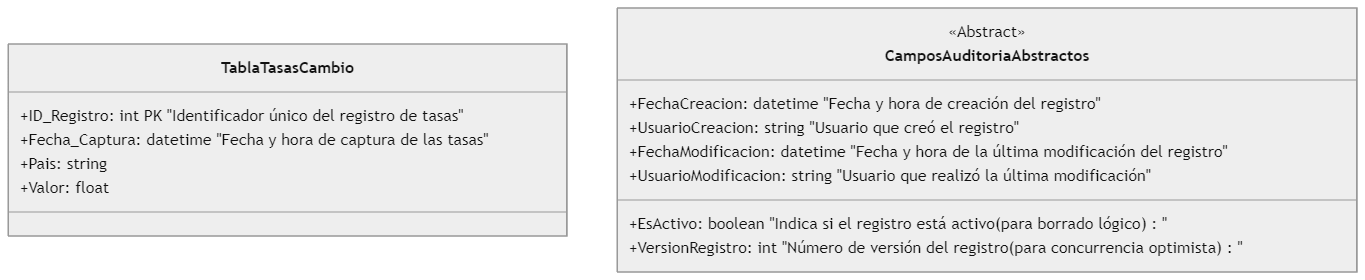 TablaTasasCambio
+ID_Registro: int PK "Identificador único del registro de tasas"
+Fecha_Captura: datetime "Fecha y hora de captura de las tasas"
+Pais: string
+Valor: float
«Abstract»
CamposAuditoriaAbstractos
+FechaCreacion: datetime "Fecha y hora de creación del registro"
+UsuarioCreacion: string "Usuario que creó el registro"
+FechaModificacion: datetime "Fecha y hora de la última modificación del registro"
+UsuarioModificacion: string "Usuario que realizó la última modificación"
+EsActivo: boolean "Indica si el registro está activo(para borrado lógico) : "
+VersionRegistro: int "Número de versión del registro(para concurrencia optimista) : "